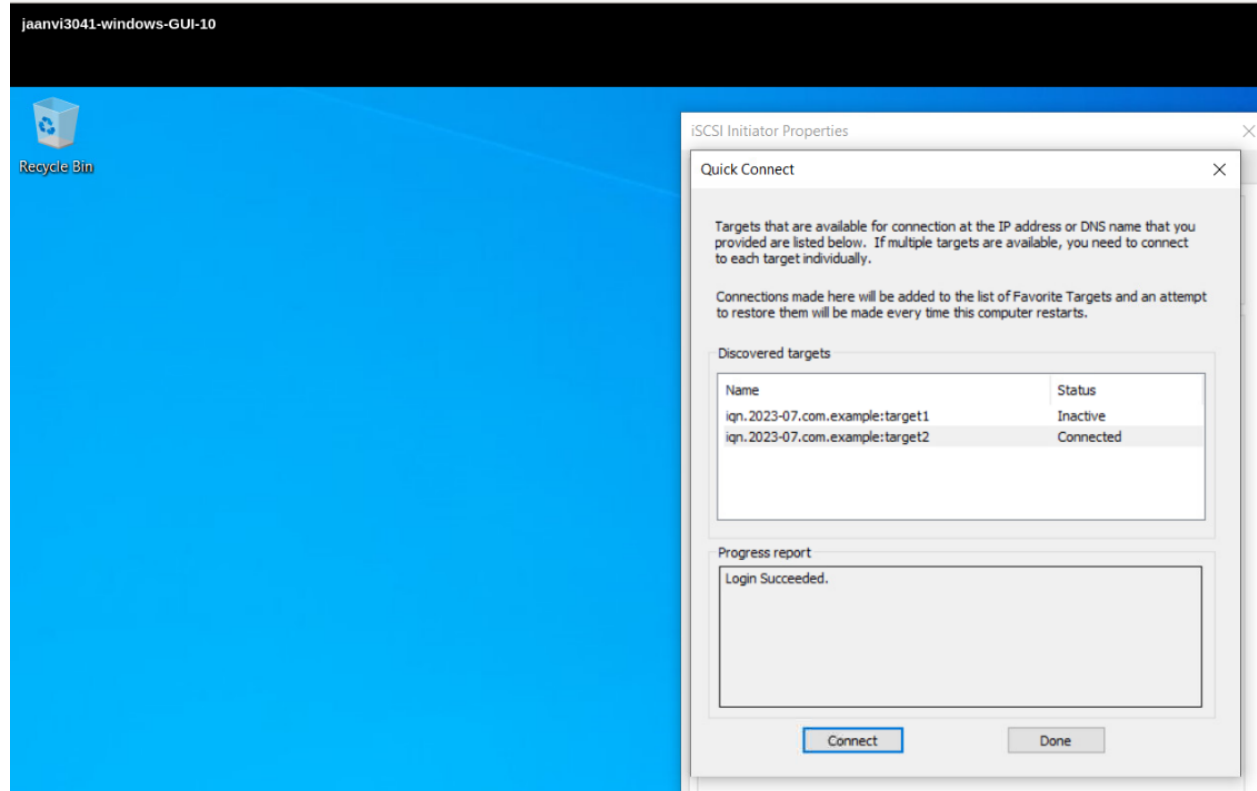 jaanvi3041-windows-GUI-10
Recycle Bin
iSCSI Initiator Properties
Quick Connect
Targets that are available for connection at the IP address or DNS name that you
provided are listed below. If multiple targets are available, you need to connect
to each target individually.
Connections made here will be added to the list of Favorite Targets and an attempt
to restore them will be made every time this computer restarts.
Discovered targets
Name Status
iqn.2023-07.com.example:target1 Inactive
iqn.2023-07.com.example:target2 Connected
Progress report
Login Succeeded.
Connect Done